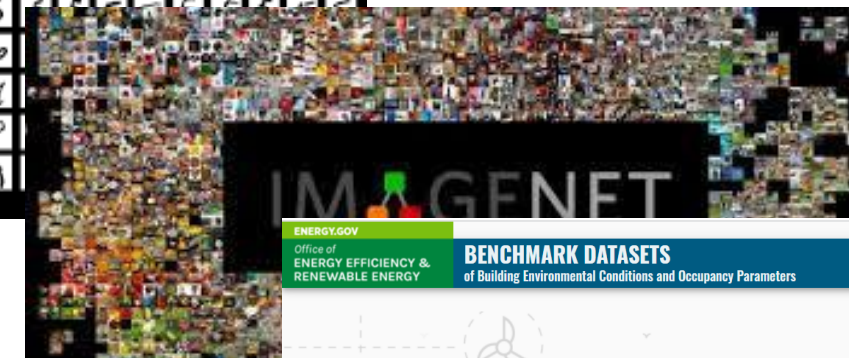 IMAGENET
ENERGY.GOV
Office of
ENERGY EFFICIENCY &
RENEWABLE ENERGY
BENCHMARK DATASETS
of Building Environmental Conditions and Occupancy Parameters